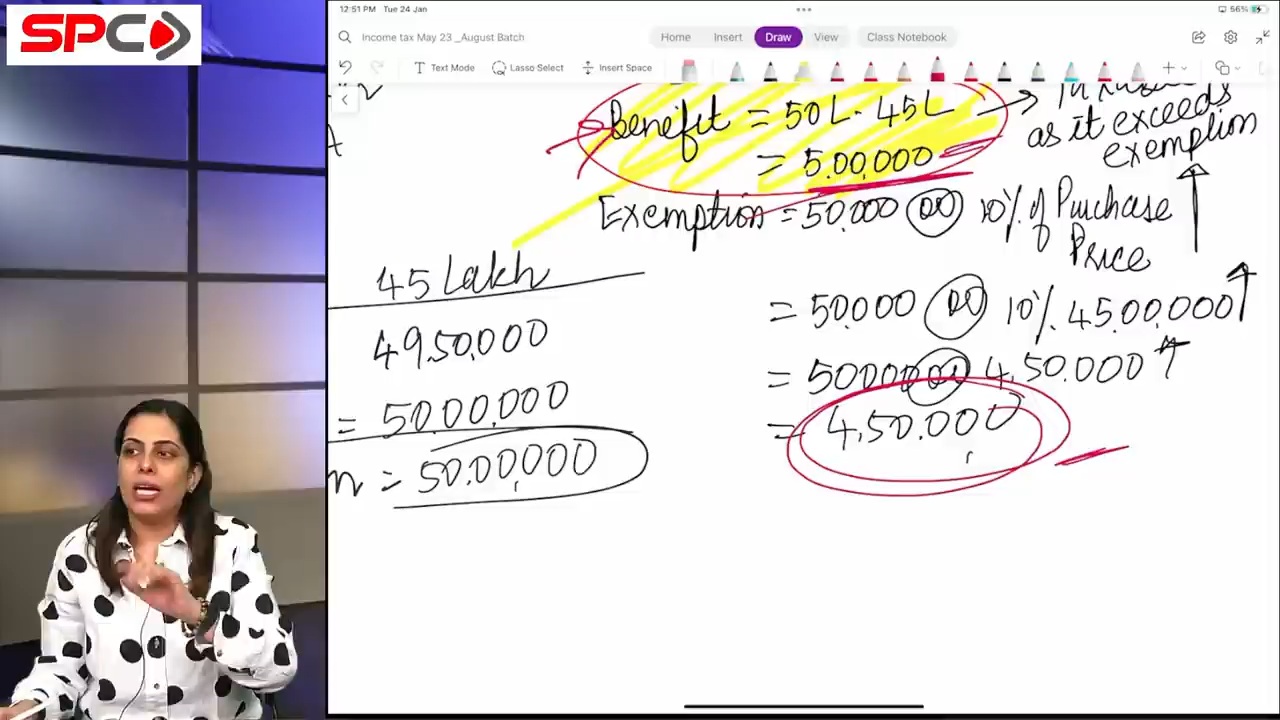 SPC
12:51 PM Tue 24 Jan
56%
Income tax May 23 _August Batch
Home Insert Draw View Class Notebook
Text Mode Lasso Select Insert Space
Benefit = 50L - 45L
as it exceeds
exemption
= 5,00,000
Exemption = 50,000 OR 10% of Purchase
Price
45 Lakh
= 50,000 OR 10% 45,00,000
49,50,000
= 50,000 OR 4,50,000
= 50,00,000
= 4,50,000
n = 50,00,000